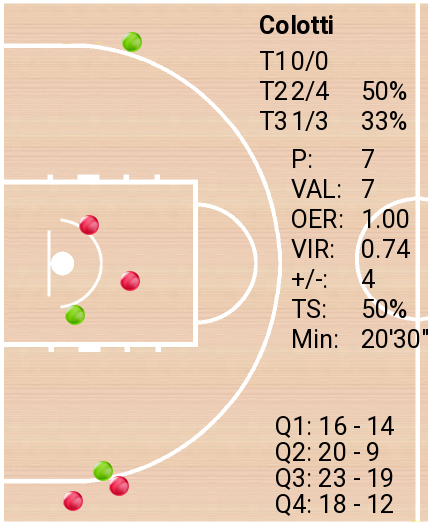 Colotti
T1 0/0
T2 2/4 50%
T3 1/3 33%
P: 7
VAL: 7
OER: 1.00
VIR: 0.74
+/-: 4
TS: 50%
Min: 20'30"
Q1: 16 - 14
Q2: 20 - 9
Q3: 23 - 19
Q4: 18 - 12